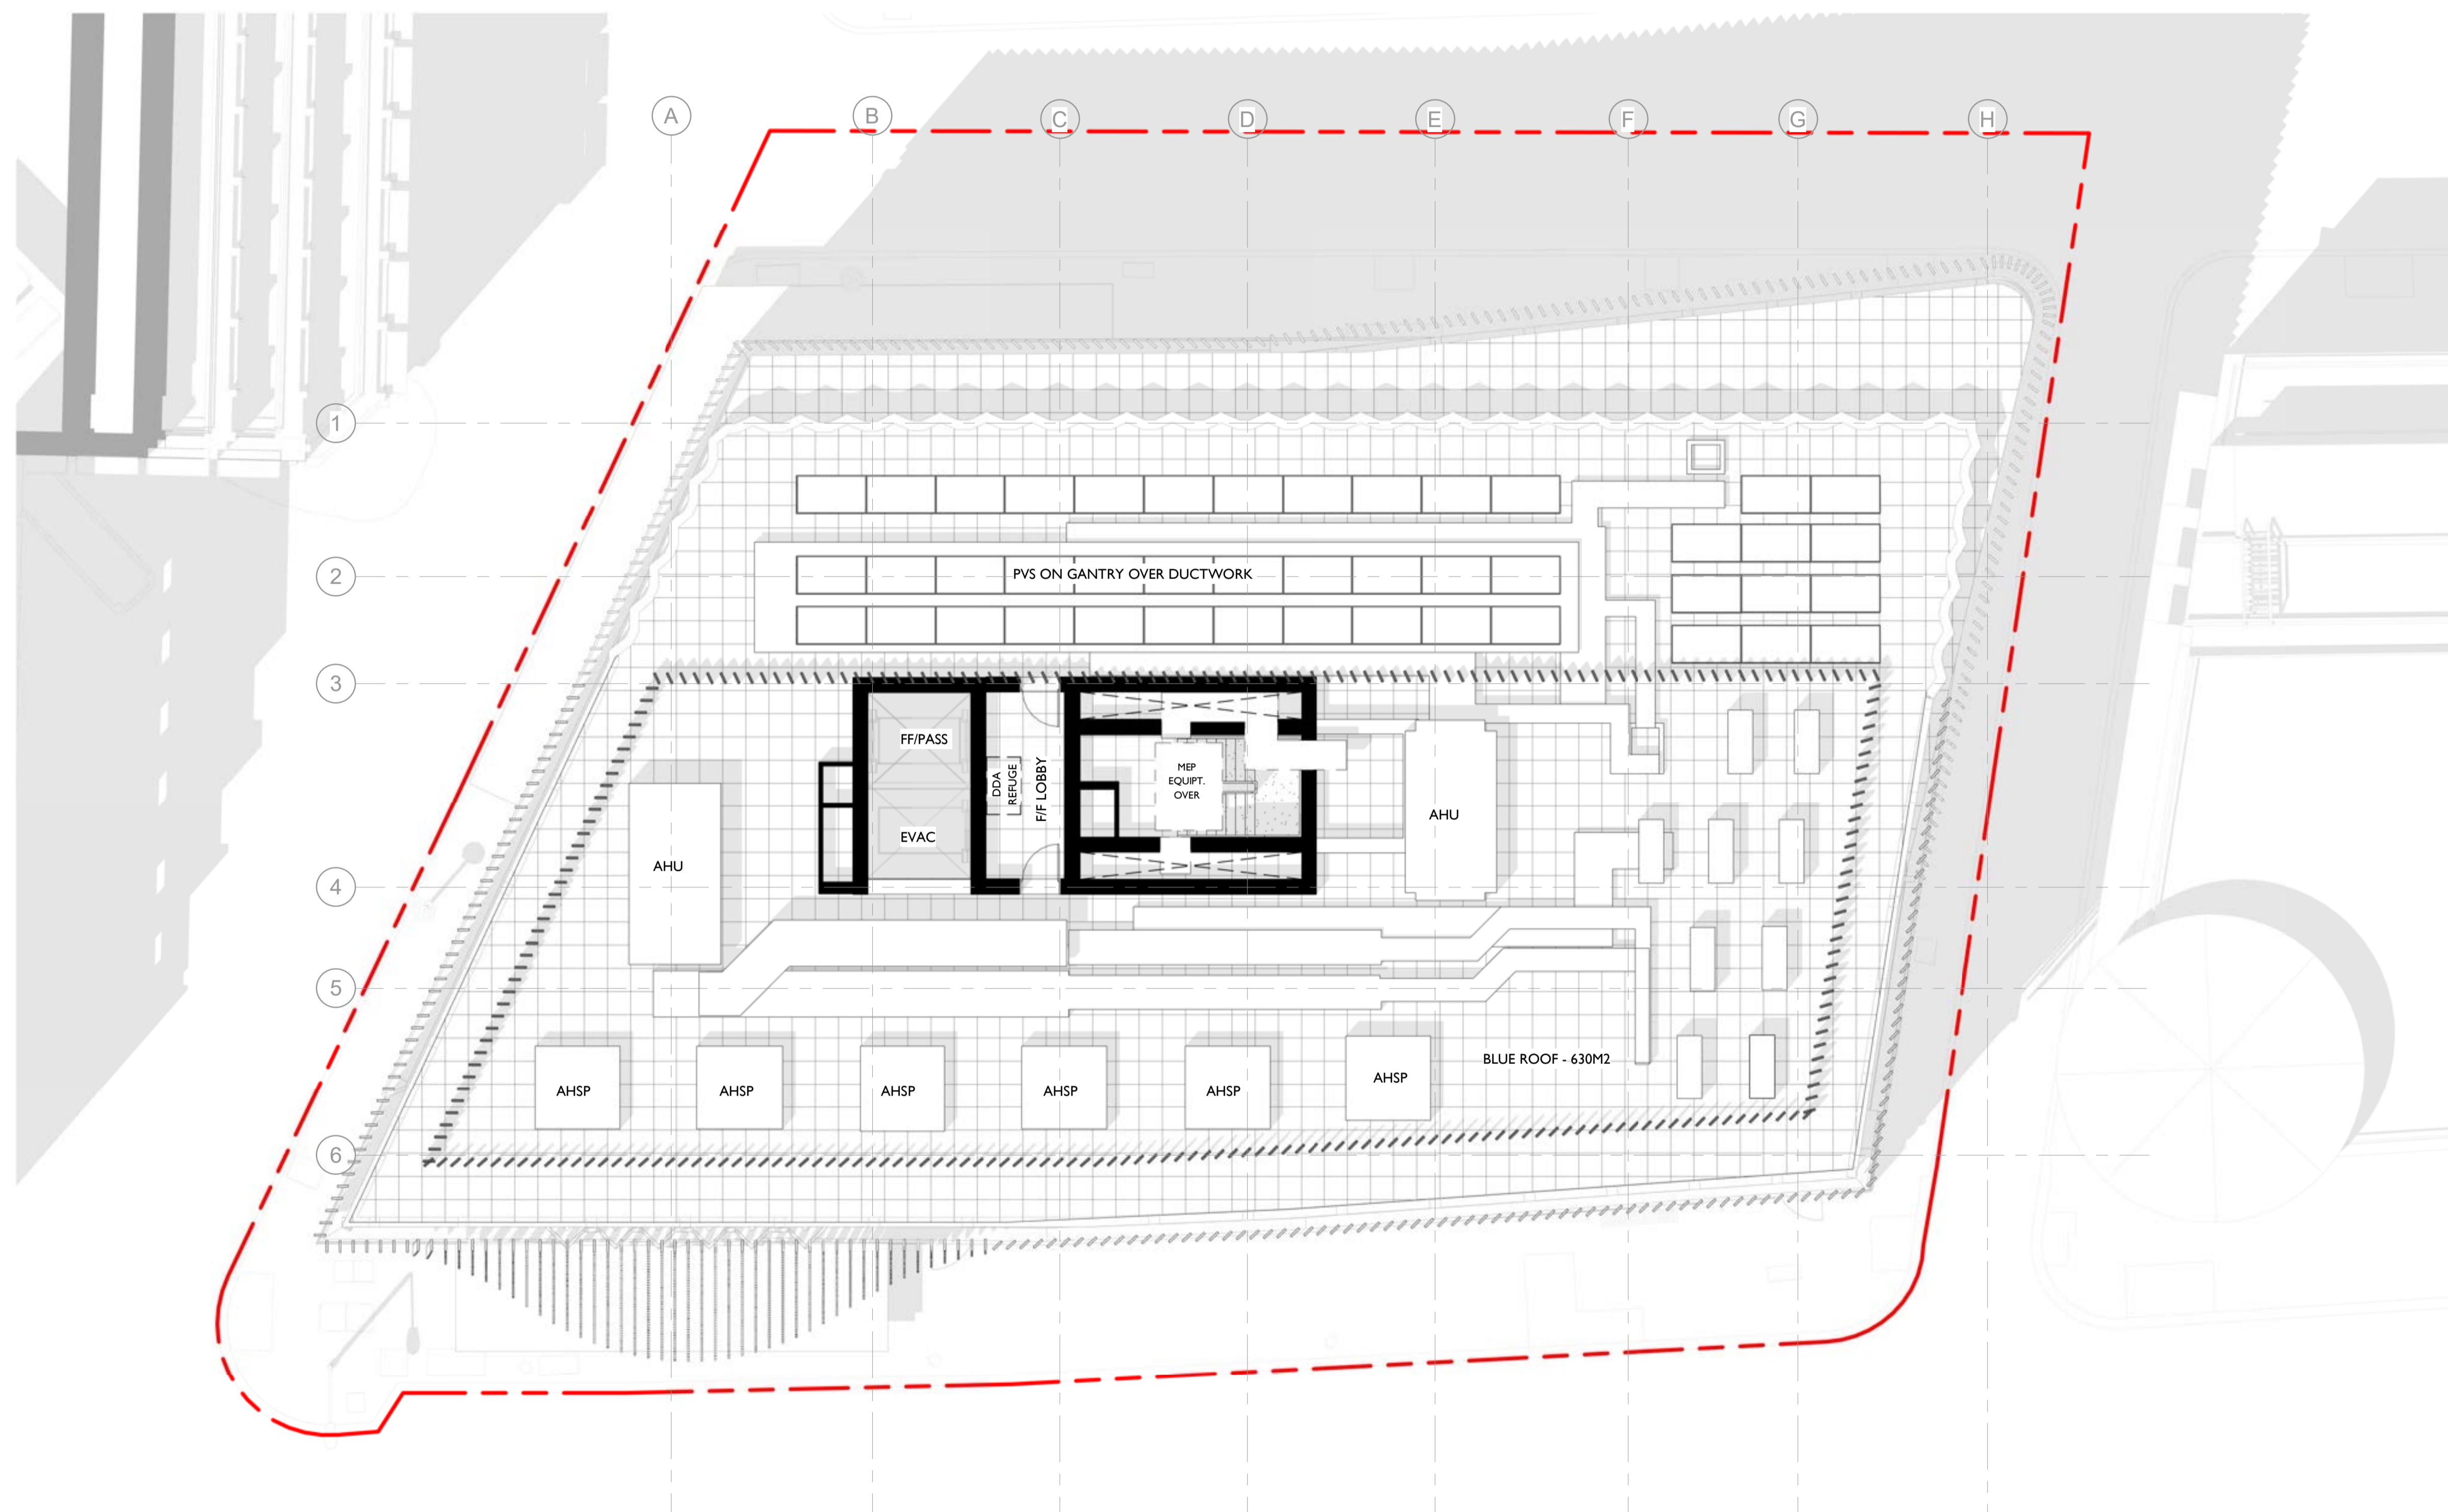 A
B
C
D
E
F
G
H
1
2
PVS ON GANTRY OVER DUCTWORK
3
FF/PASS
DDA
REFUGE
F/F LOBBY
MEP
EQUIPT.
OVER
EVAC
AHU
AHU
4
5
BLUE ROOF - 630M2
AHSP
AHSP
AHSP
AHSP
AHSP
AHSP
6